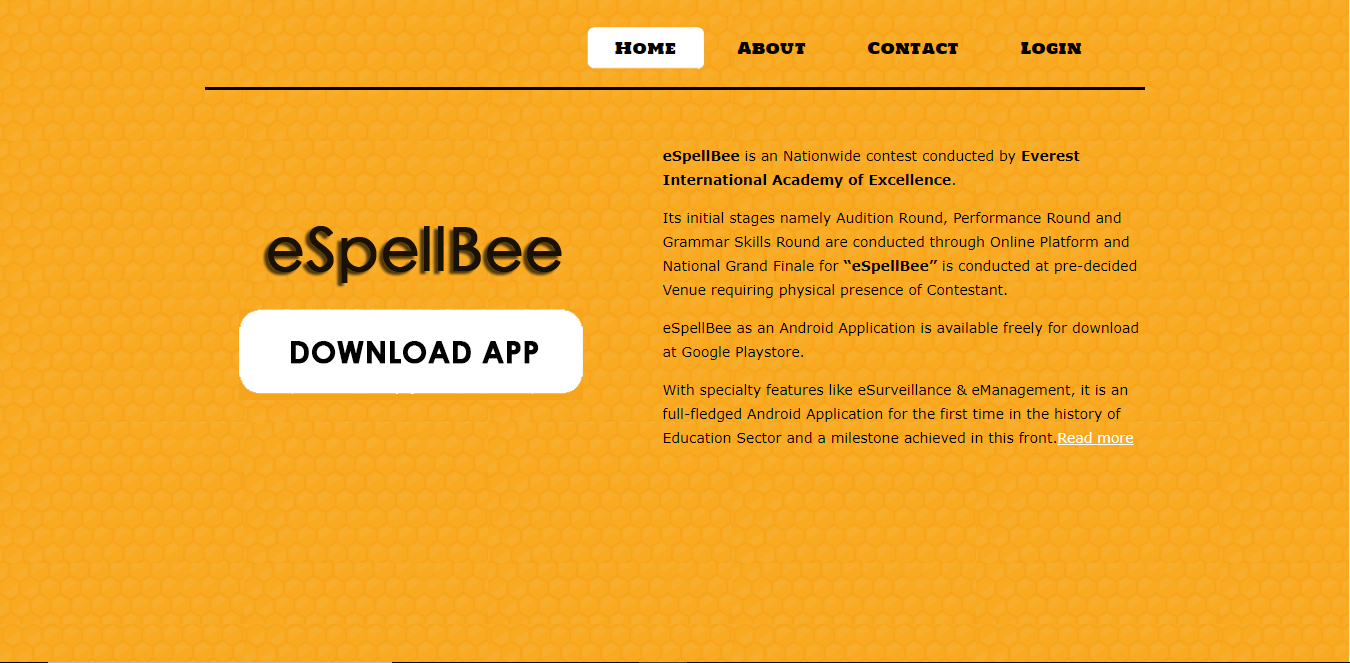 Home About Contact Login
eSpellBee
DOWNLOAD APP
eSpellBee is an Nationwide contest conducted by Everest
International Academy of Excellence.
Its initial stages namely Audition Round, Performance Round and
Grammar Skills Round are conducted through Online Platform and
National Grand Finale for “eSpellBee” is conducted at pre-decided
Venue requiring physical presence of Contestant.
eSpellBee as an Android Application is available freely for download
at Google Playstore.
With specialty features like eSurveillance & eManagement, it is an
full-fledged Android Application for the first time in the history of
Education Sector and a milestone achieved in this front.Read more